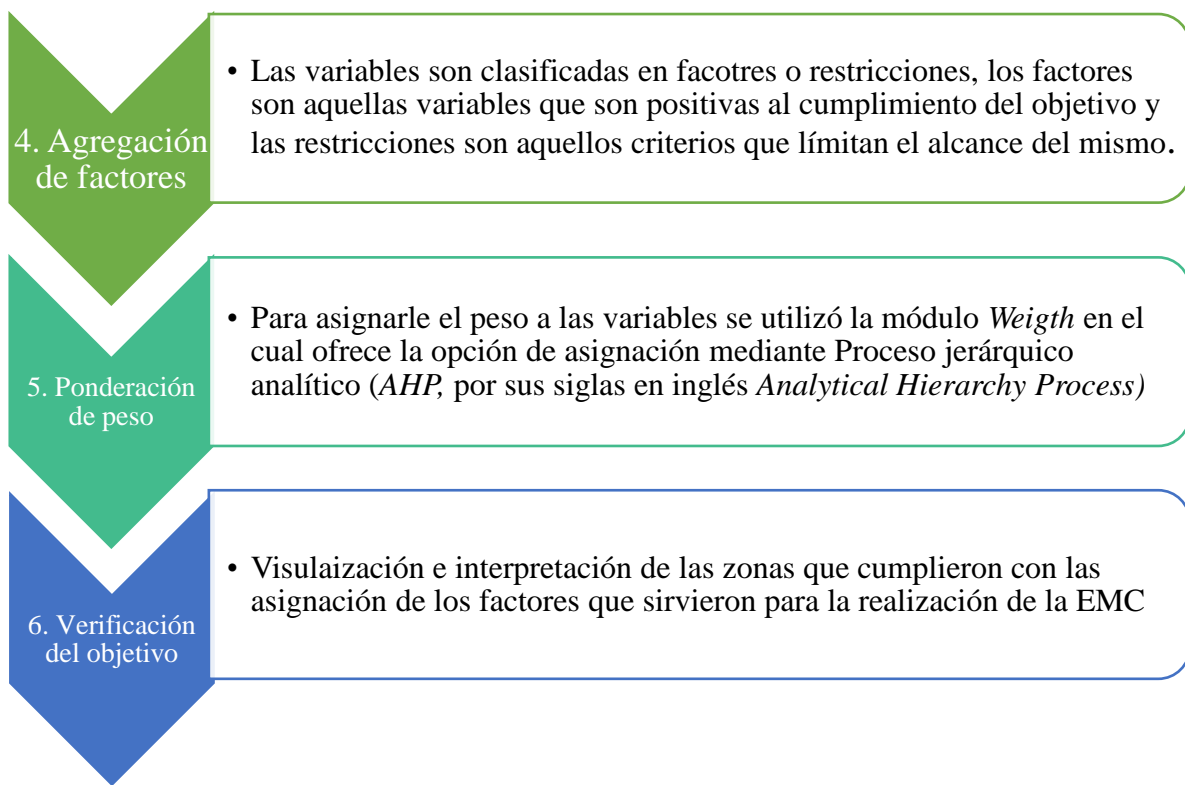 4. Agregación
de factores
• Las variables son clasificadas en facotres o restricciones, los factores
son aquellas variables que son positivas al cumplimiento del objetivo y
las restricciones son aquellos criterios que límitan el alcance del mismo.
5. Ponderación
de peso
• Para asignarle el peso a las variables se utilizó la módulo Weigth en el
cual ofrece la opción de asignación mediante Proceso jerárquico
analítico (AHP, por sus siglas en inglés Analytical Hierarchy Process)
6. Verificación
del objetivo
• Visulaización e interpretación de las zonas que cumplieron con las
asignación de los factores que sirvieron para la realización de la EMC